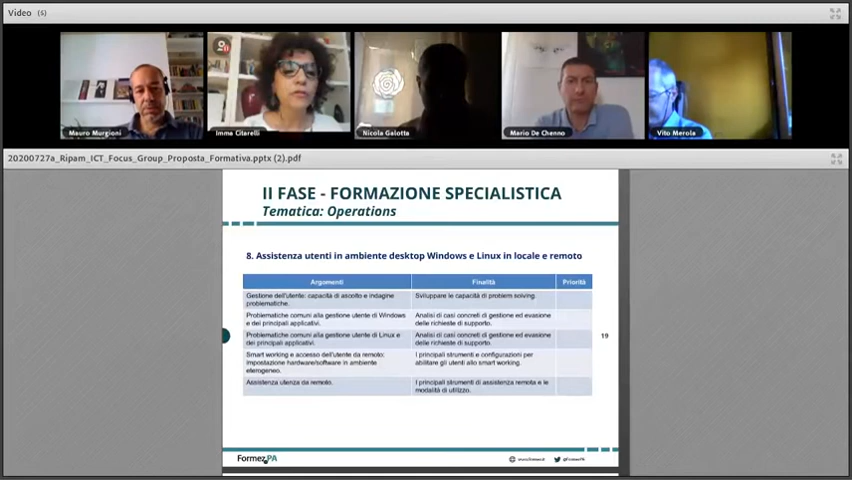 Video (5)
Mauro Murgioni
Imma Citarelli
Nicola Galotta
Mario De Chenno
Vito Merola
20200727a_Ripam_ICT_Focus_Group_Proposta_Formativa.pptx (2).pdf
II FASE - FORMAZIONE SPECIALISTICA
Tematica: Operations
8. Assistenza utenti in ambiente desktop Windows e Linux in locale e remoto
Argomenti Finalità Priorità
Gestione dell'utente: capacità di ascolto e indagine
problematiche.
Sviluppare le capacità di problem solving.
Problematiche comuni alla gestione utente di Windows
e dei principali applicativi.
Analisi di casi concreti di gestione ed evasione
delle richieste di supporto.
Problematiche comuni alla gestione utente di Linux e
dei principali applicativi.
Analisi di casi concreti di gestione ed evasione
delle richieste di supporto.
19
Smart working e accesso dell'utente da remoto:
impostazione hardware/software in ambiente
eterogeneo.
I principali strumenti e configurazioni per
abilitare gli utenti allo smart working.
Assistenza utenza da remoto.
I principali strumenti di assistenza remota e le
modalità di utilizzo.
FormezPA
www.formez.it
@FormezPA